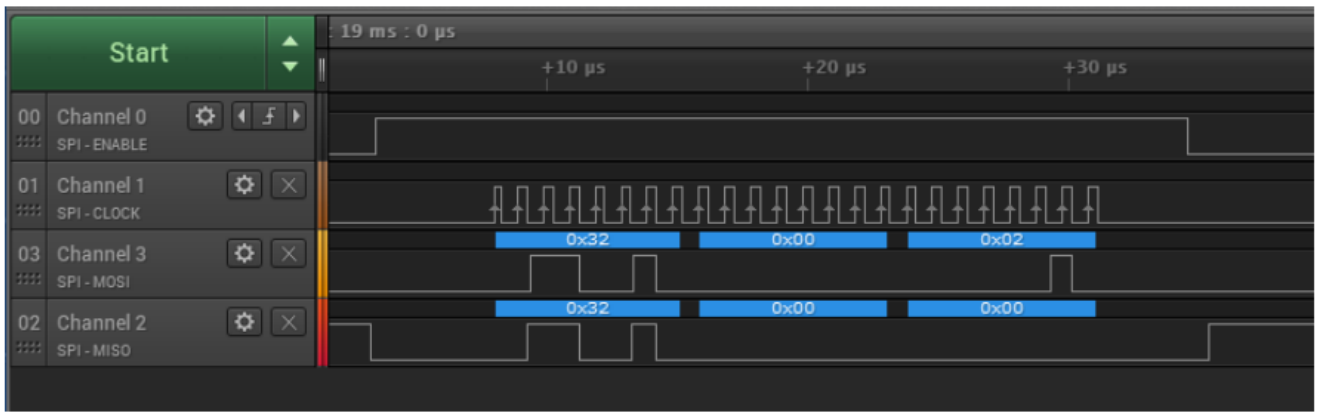 Start
: 19 ms : 0 µs
+10 µs +20 µs +30 µs
00 Channel 0
SPI - ENABLE
01 Channel 1
SPI - CLOCK
0x32 0x00 0x02
03 Channel 3
SPI - MOSI
0x32 0x00 0x00
02 Channel 2
SPI - MISO